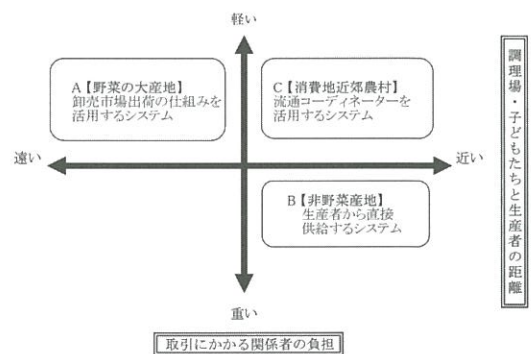 軽い
A【野菜の大産地】
卸売市場出荷の仕組みを
活用するシステム
C【消費地近郊農村】
流通コーディネーターを
活用するシステム
遠い
近い
B【非野菜産地】
生産者から直接
供給するシステム
重い
取引にかかる関係者の負担
調理場・子どもたちと生産者の距離